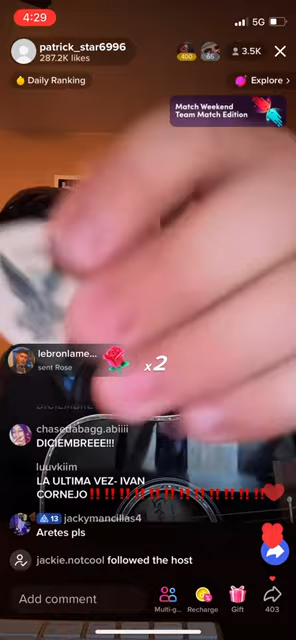 4:29
5G
patrick_star6996
287.2K likes
400
65
3.5K
Daily Ranking
Explore >
Match Weekend
Team Match Edition
lebronlame...
sent Rose
x2
DICIEMBREEE
chasedabagg.abiiii
DICIEMBREEE!!!
luuvkiim
LA ULTIMA VEZ- IVAN
CORNEJO‼️‼️‼️‼️‼️‼️‼️‼️‼️‼️‼️‼️‼️‼️
13 jackymancillas4
Aretes pls
jackie.notcool followed the host
Add comment
Multi-g...
Recharge
Gift
403